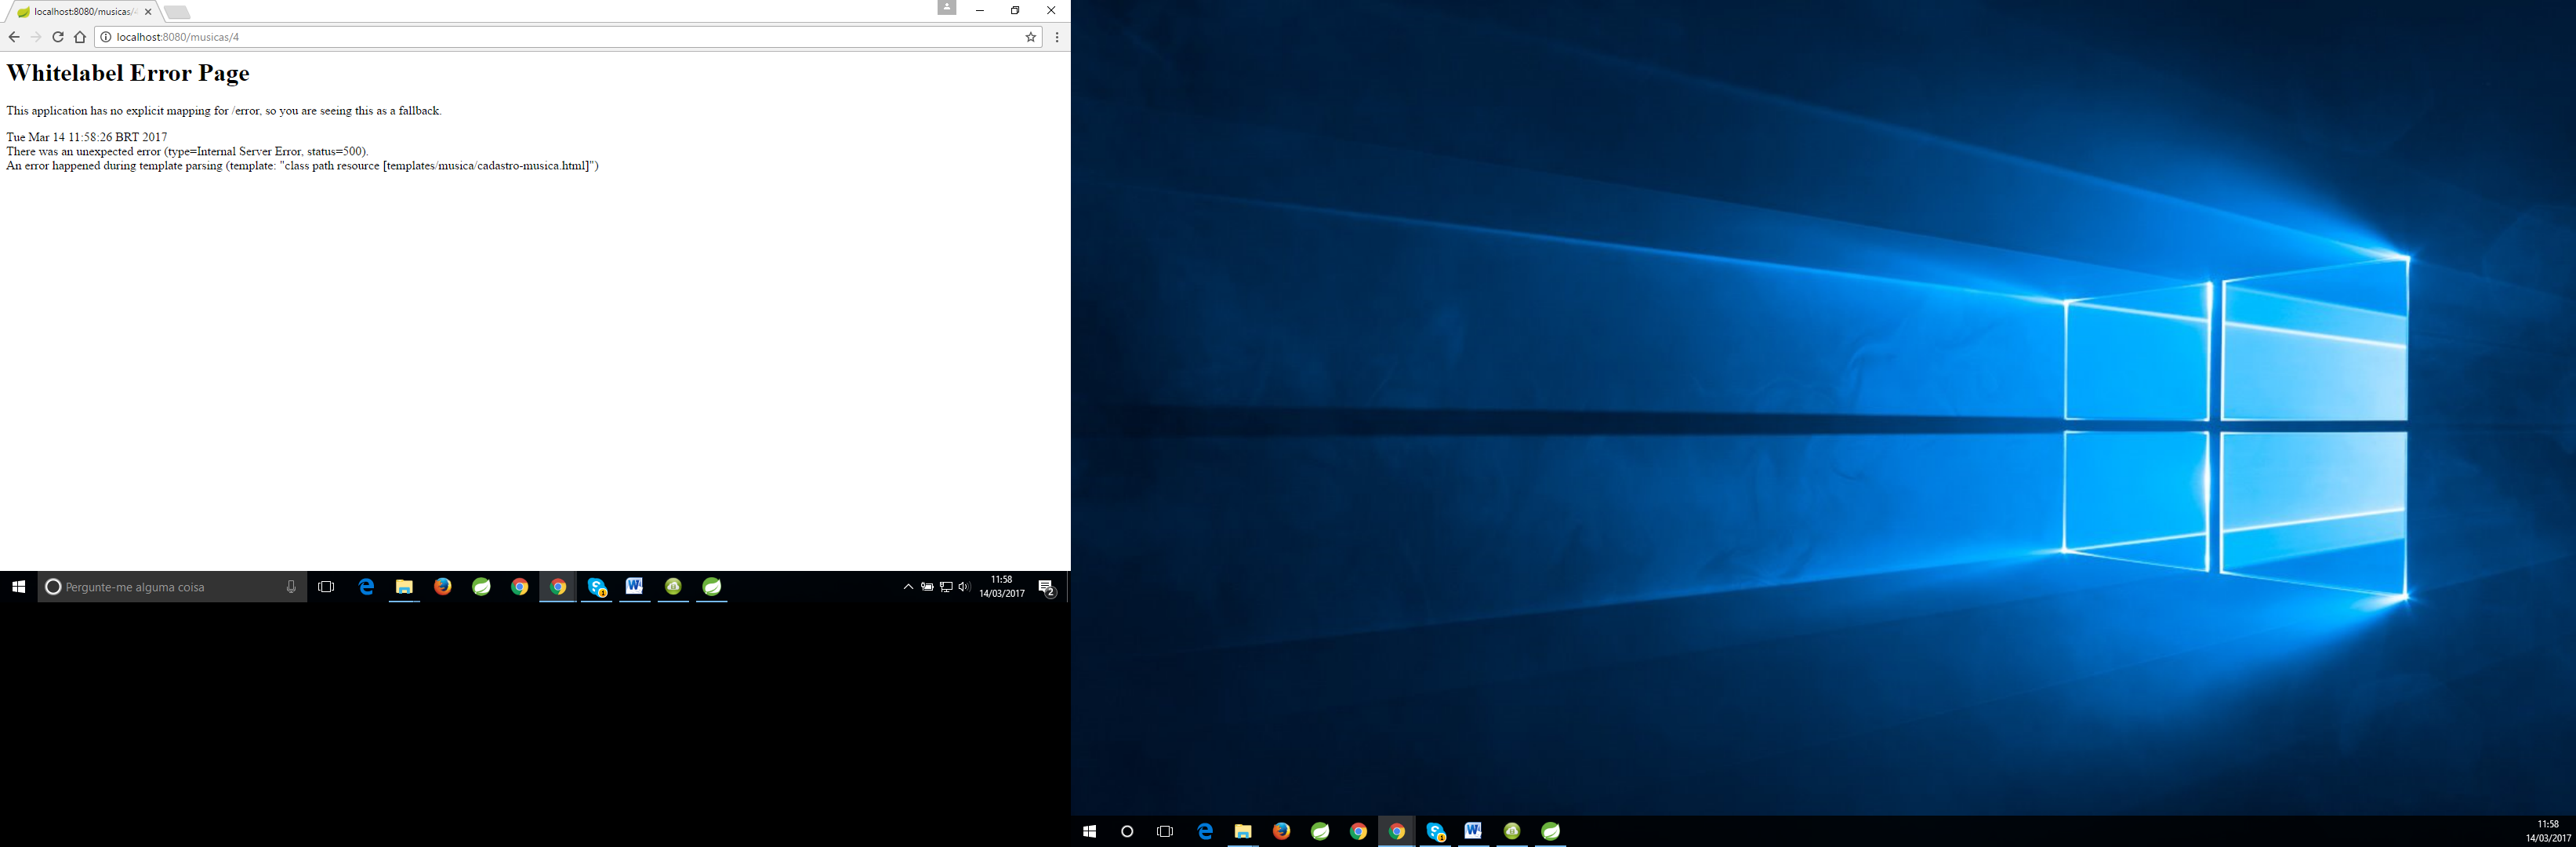 localhost:8080/musicas/4
localhost:8080/musicas/4
Whitelabel Error Page
This application has no explicit mapping for /error, so you are seeing this as a fallback.
Tue Mar 14 11:58:26 BRT 2017
There was an unexpected error (type=Internal Server Error, status=500).
An error happened during template parsing (template: "class path resource [templates/musica/cadastro-musica.html]")
Pergunte-me alguma coisa
11:58
14/03/2017
2
11:58
14/03/2017